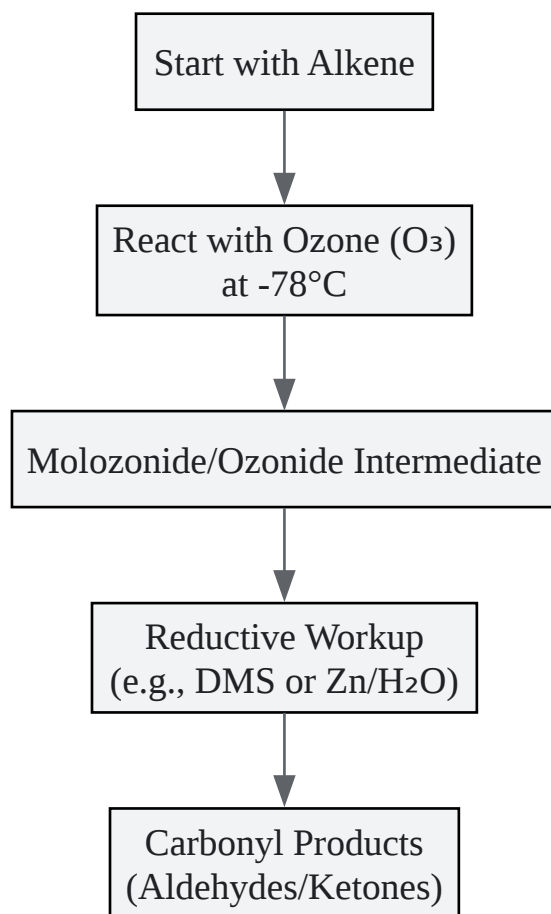 Start with Alkene
React with Ozone (O₃)
at -78°C
Molozonide/Ozonide Intermediate
Reductive Workup
(e.g., DMS or Zn/H₂O)
Carbonyl Products
(Aldehydes/Ketones)